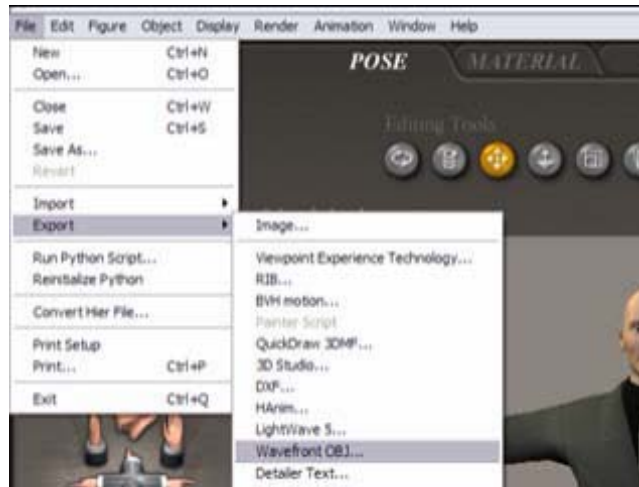 File Edit Figure Object Display Render Animation Window Help
New Ctrl+N
Open... Ctrl+O
Close Ctrl+W
Save Ctrl+S
Save As...
Revert
Import
Export
Run Python Script...
Reinitialize Python
Convert Hier File...
Print Setup
Print... Ctrl+P
Exit Ctrl+Q
POSE MATERIAL
Editing Tools
Image...
Viewpoint Experience Technology...
RIB...
BVH motion...
Painter Script
QuickDraw 3DMF...
3D Studio...
DXF...
HAnim...
LightWave 5...
Wavefront OBJ...
Detailer Text...